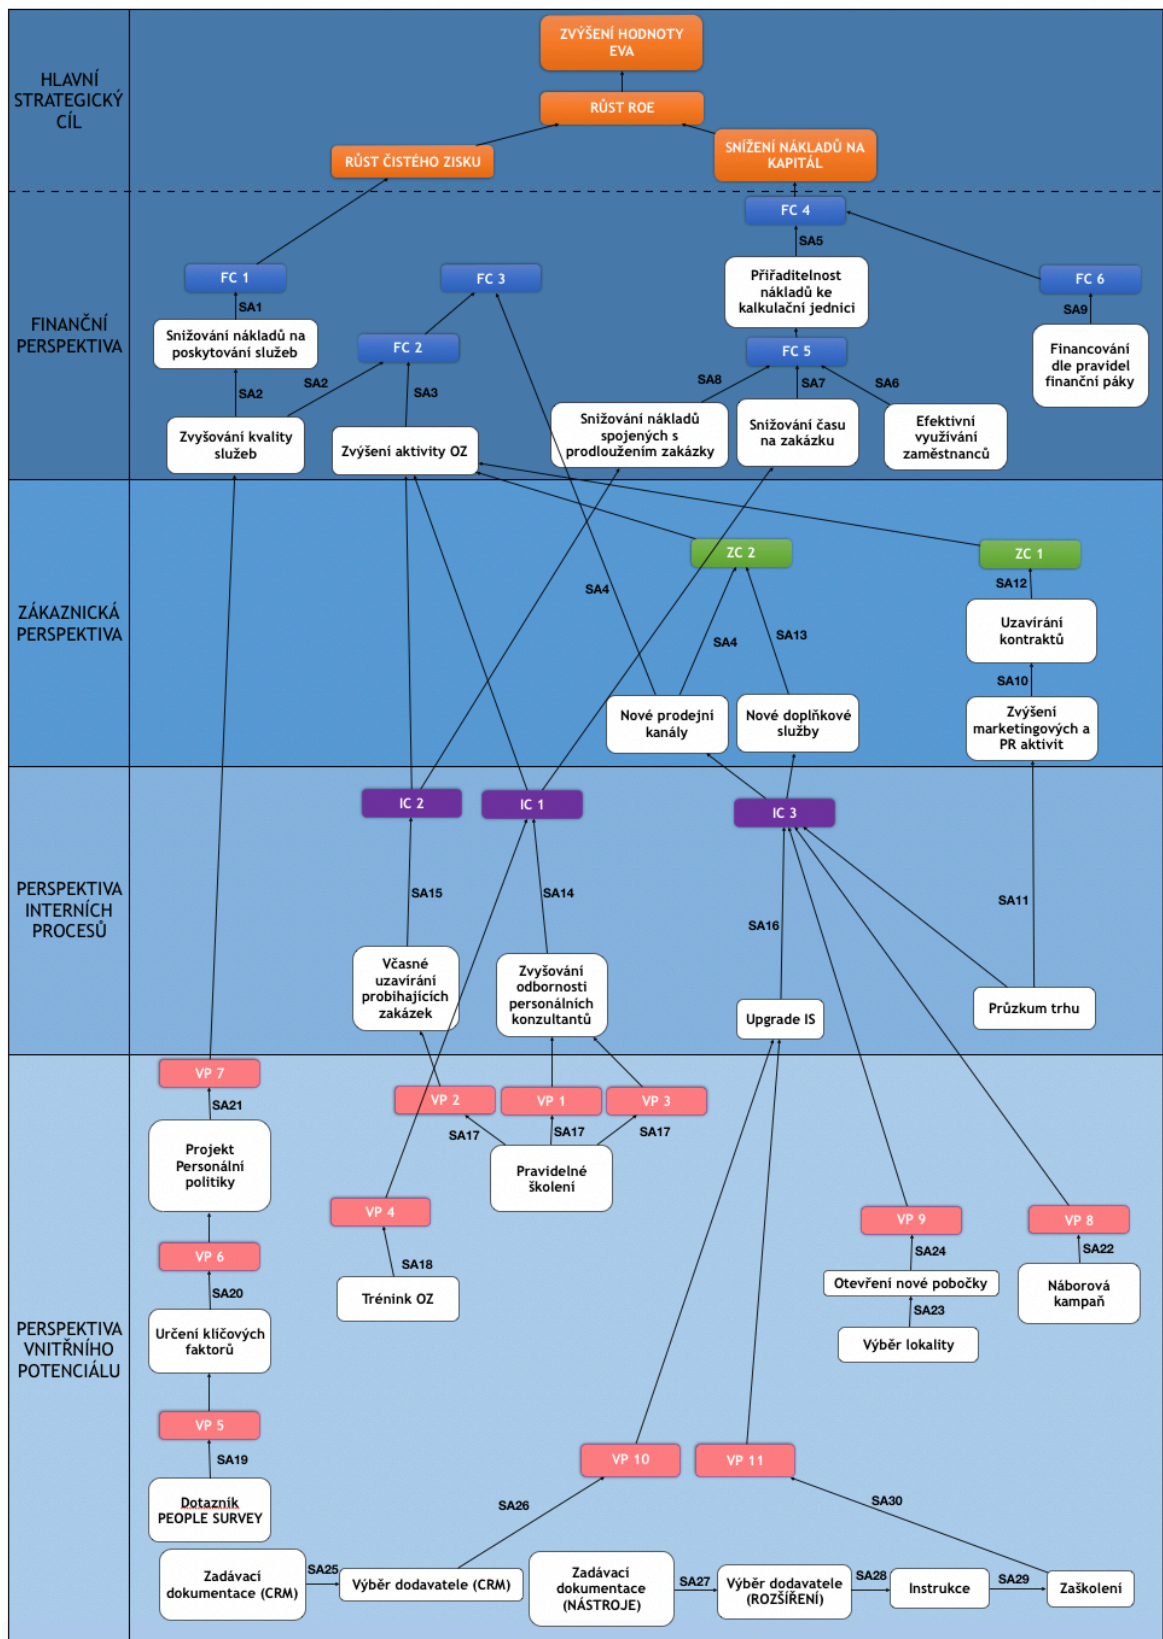 HLAVNÍ
STRATEGICKÝ
CÍL
ZVÝŠENÍ HODNOTY
EVA
RŮST ROE
RŮST ČISTÉHO ZISKU
SNÍŽENÍ NÁKLADŮ NA
KAPITÁL
FINANČNÍ
PERSPEKTIVA
FC 4
SA5
FC 1
FC 3
Přiřaditelnost
nákladů ke
kalkulační jednici
FC 6
SA1
SA9
Snižování nákladů na
poskytování služeb
FC 2
FC 5
Financování
dle pravidel
finanční páky
SA2
SA2
SA3
SA8
SA7
SA6
Zvyšování kvality
služeb
Zvýšení aktivity OZ
Snižování nákladů
spojených s
prodloužením zakázky
Snižování času
na zakázku
Efektivní
využívání
zaměstnanců
ZÁKAZNICKÁ
PERSPEKTIVA
ZC 2
ZC 1
SA4
SA12
Uzavírání
kontraktů
SA4
SA13
SA10
Nové prodejní
kanály
Nové doplňkové
služby
Zvýšení
marketingových a
PR aktivit
PERSPEKTIVA
INTERNÍCH
PROCESŮ
IC 2
IC 1
IC 3
SA15
SA14
SA16
SA11
Včasné
uzavírání
probihajících
zakázek
Zvyšování
odbornosti
personálních
konzultantů
Upgrade IS
Průzkum trhu
PERSPEKTIVA
VNITŘNÍHO
POTENCIÁLU
VP 7
VP 2
VP 1
VP 3
SA21
SA17
SA17
SA17
Projekt
Personální
politiky
Pravidelné
školení
VP 4
VP 9
VP 8
VP 6
SA18
SA24
SA22
SA20
Trénink OZ
Otevření nové pobočky
Náborová
kampaň
SA23
Určení klíčových
faktorů
Výběr lokality
VP 5
VP 10
VP 11
SA19
Dotazník
PEOPLE SURVEY
SA26
SA30
Zadávací
dokumentace (CRM)
SA25
Výběr dodavatele (CRM)
Zadávací
dokumentace
(NÁSTROJE)
SA27
Výběr dodavatele
(ROZŠÍŘENÍ)
SA28
Instrukce
SA29
Zaškolení